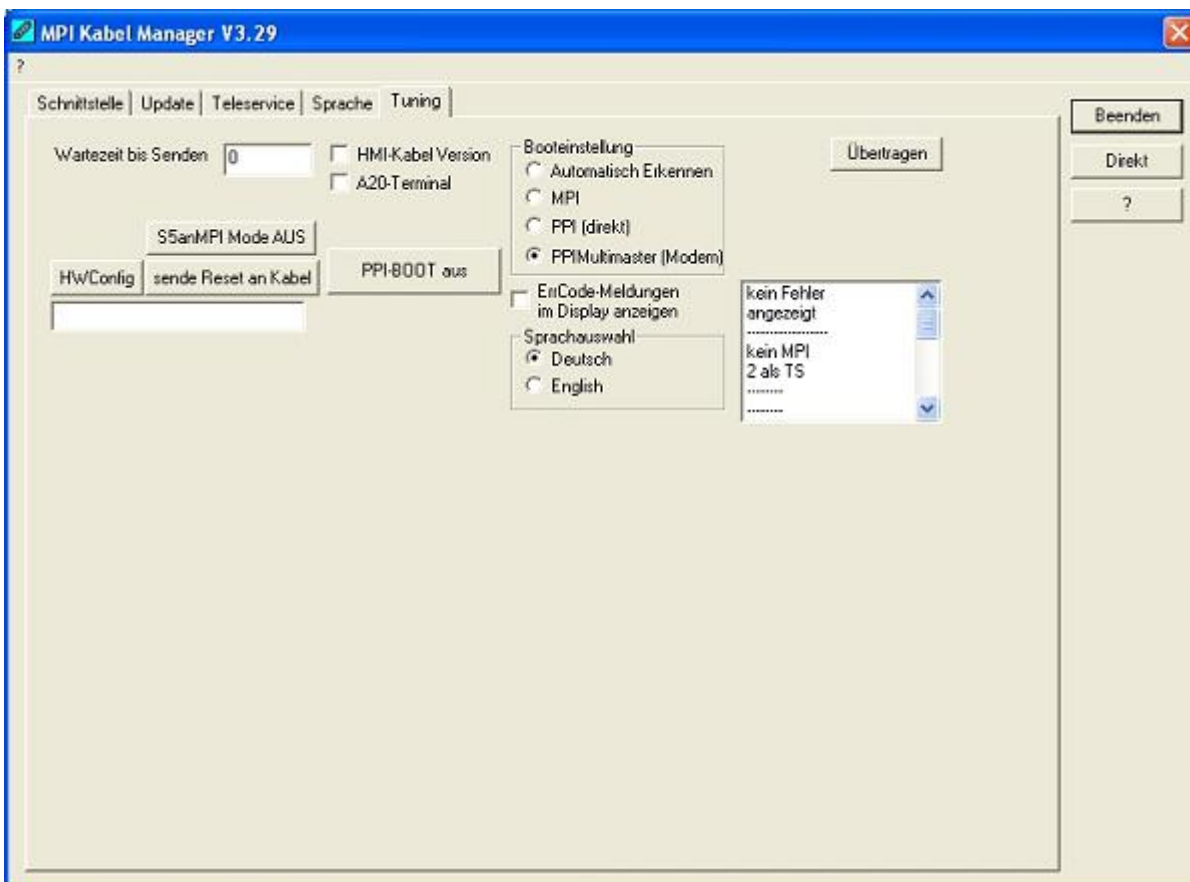 MPI Kabel Manager V3.29
?
Schnittstelle Update Teleservice Sprache Tuning
Beenden
Direkt
?
Wartezeit bis Senden 0
HMI-Kabel Version
A20-Terminal
S5anMPI Mode AUS
HWConfig sende Reset an Kabel
PPI-BOOT aus
Booteinstellung
Automatisch Erkennen
MPI
PPI (direkt)
PPIMultimaster (Modem)
ErrCode-Meldungen
im Display anzeigen
Sprachauswahl
Deutsch
English
Übertragen
kein Fehler
angezeigt
-------------------
kein MPI
2 als TS
--------
--------